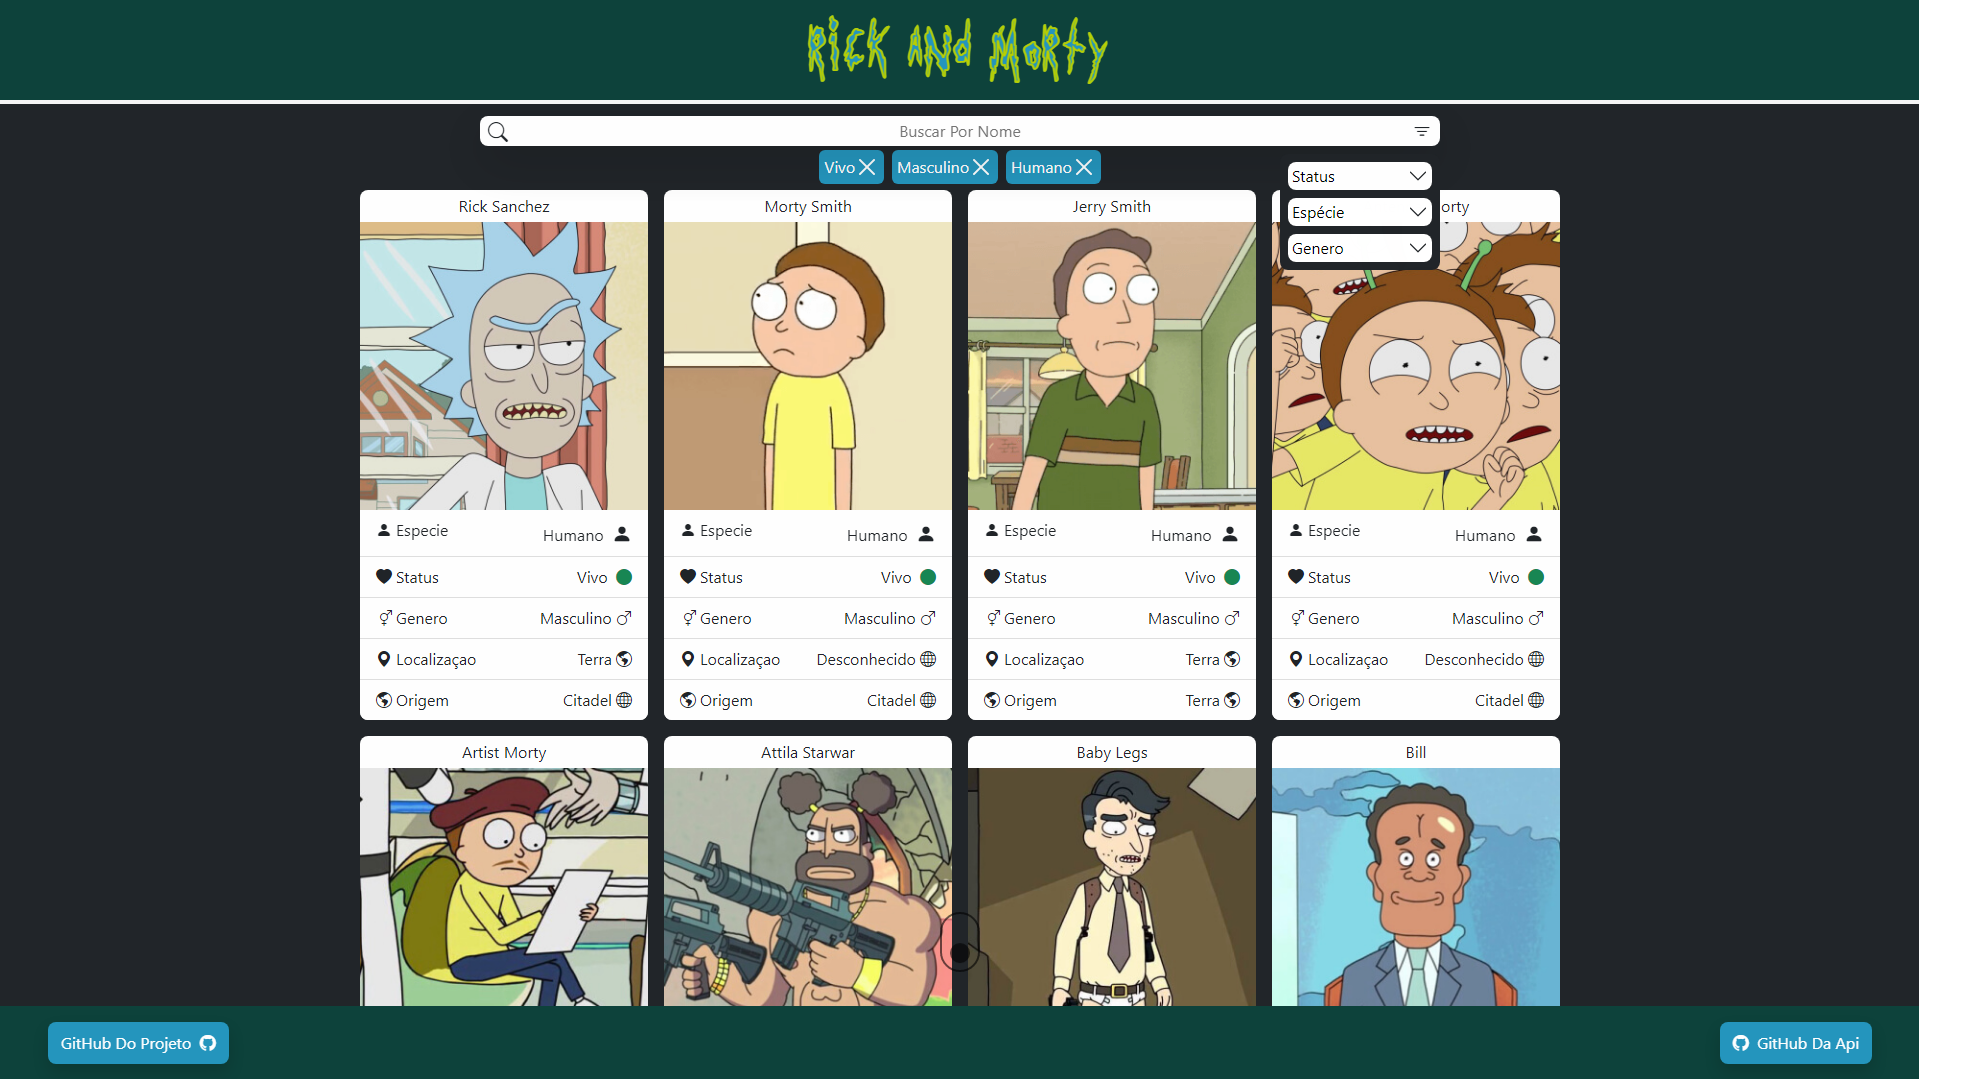 Rick and Morty
Buscar Por Nome
Vivo Masculino Humano
Status
Espécie
Genero
Rick Sanchez
Especie Humano
Status Vivo
Genero Masculino
Localizaçao Terra
Origem Citadel
Morty Smith
Especie Humano
Status Vivo
Genero Masculino
Localizaçao Desconhecido
Origem Citadel
Jerry Smith
Especie Humano
Status Vivo
Genero Masculino
Localizaçao Terra
Origem Terra
orty
Especie Humano
Status Vivo
Genero Masculino
Localizaçao Desconhecido
Origem Citadel
Artist Morty
Attila Starwar
Baby Legs
Bill
GitHub Do Projeto
GitHub Da Api